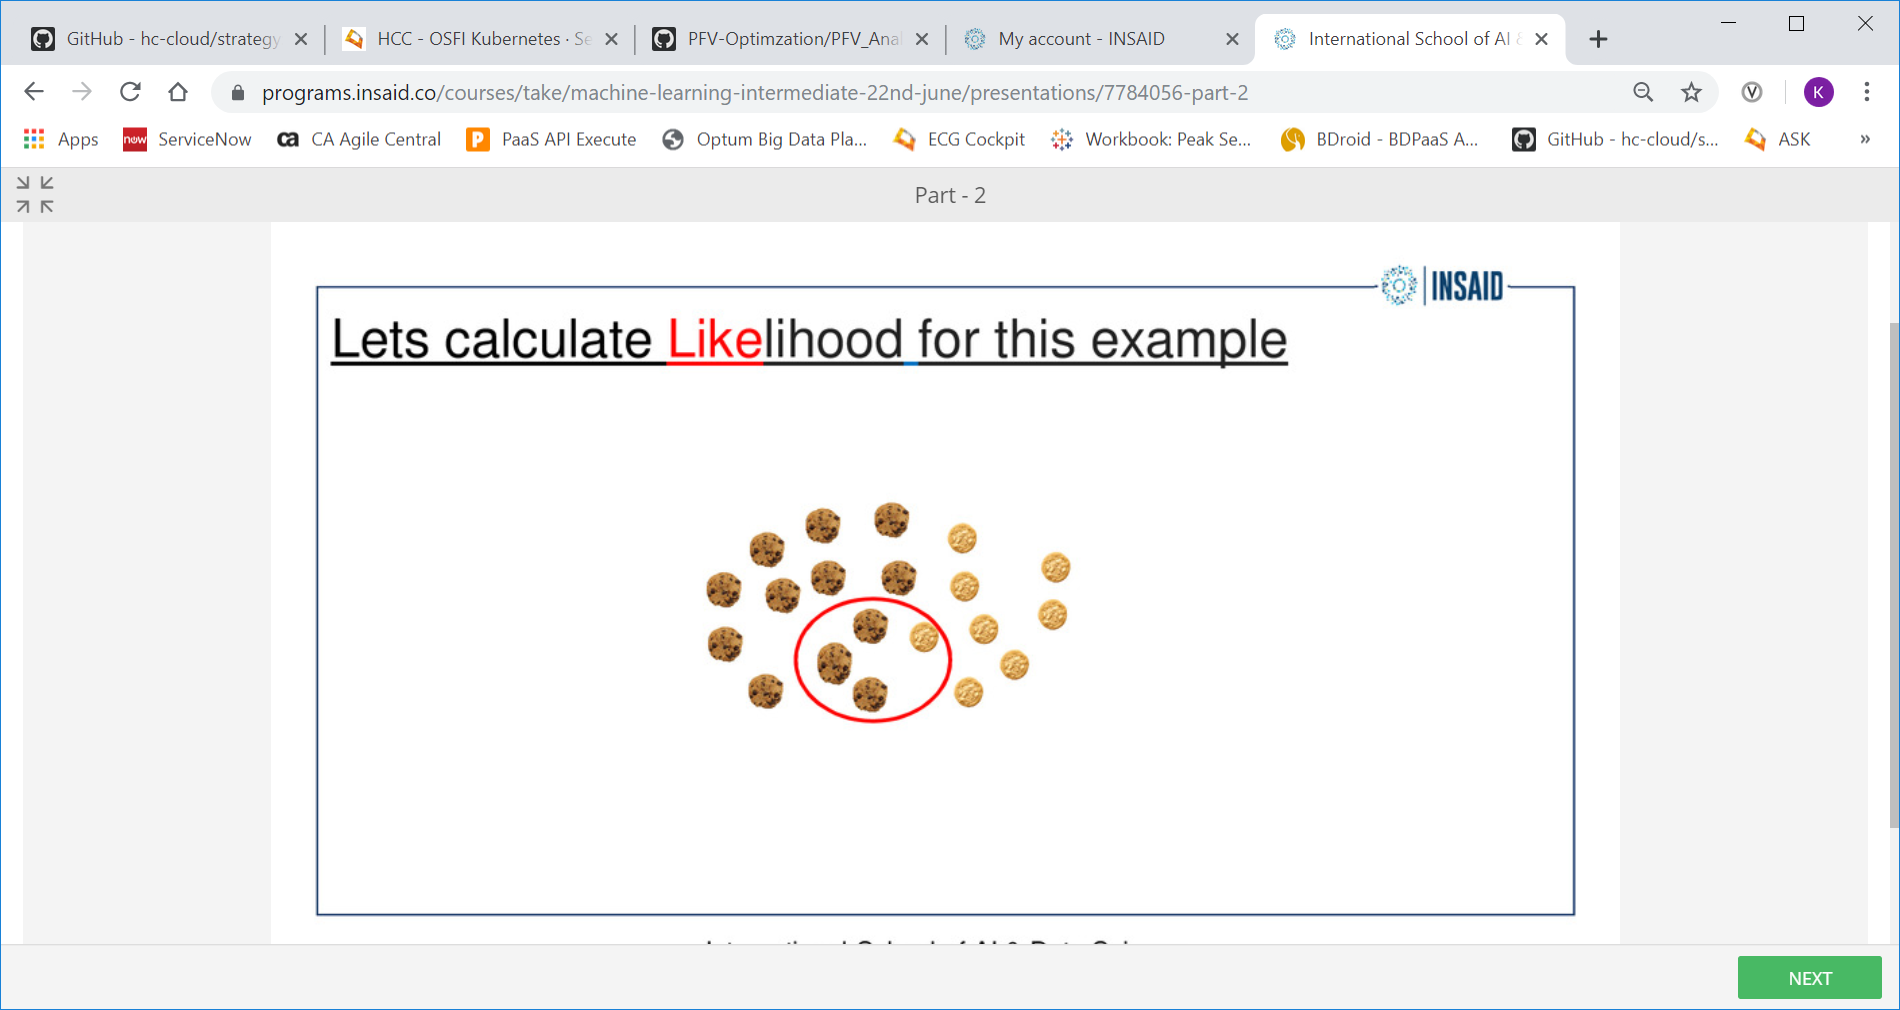 GitHub - hc-cloud/strategy
HCC - OSFI Kubernetes · Se
PFV-Optimzation/PFV_Anal
My account - INSAID
International School of AI &
programs.insaid.co/courses/take/machine-learning-intermediate-22nd-june/presentations/7784056-part-2
K
Apps
now
ServiceNow
ca
CA Agile Central
P
PaaS API Execute
Optum Big Data Pla...
ECG Cockpit
Workbook: Peak Se...
BDroid - BDPaaS A...
GitHub - hc-cloud/s...
ASK
»
Part - 2
INSAID
Lets calculate Likelihood for this example
NEXT